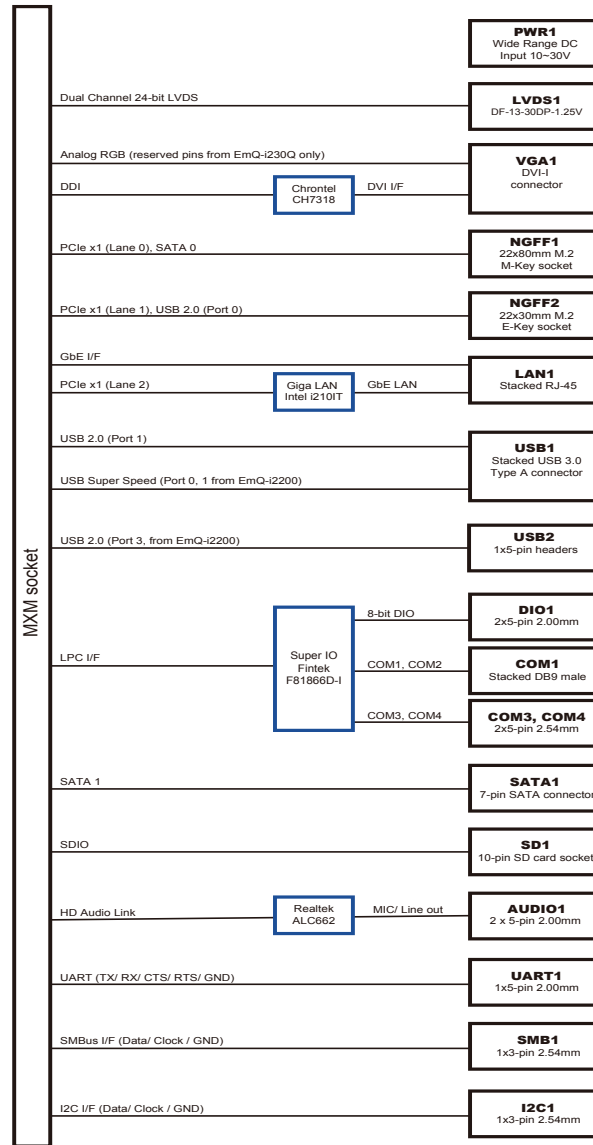 PWR1
Wide Range DC
Input 10~30V
Dual Channel 24-bit LVDS
LVDS1
DF-13-30DP-1.25V
Analog RGB (reserved pins from EmQ-i230Q only)
VGA1
DVI-I
connector
DDI
Chrontel
CH7318
DVI I/F
PCIe x1 (Lane 0), SATA 0
NGFF1
22x80mm M.2
M-Key socket
PCIe x1 (Lane 1), USB 2.0 (Port 0)
NGFF2
22x30mm M.2
E-Key socket
GbE I/F
PCIe x1 (Lane 2)
Giga LAN
Intel i210IT
GbE LAN
LAN1
Stacked RJ-45
USB 2.0 (Port 1)
USB Super Speed (Port 0, 1 from EmQ-i2200)
USB1
Stacked USB 3.0
Type A connector
USB 2.0 (Port 3, from EmQ-i2200)
USB2
1x5-pin headers
MXM socket
LPC I/F
Super IO
Fintek
F81866D-I
8-bit DIO
DIO1
2x5-pin 2.00mm
COM1, COM2
COM1
Stacked DB9 male
COM3, COM4
COM3, COM4
2x5-pin 2.54mm
SATA 1
SATA1
7-pin SATA connector
SDIO
SD1
10-pin SD card socket
HD Audio Link
Realtek
ALC662
MIC/ Line out
AUDIO1
2 x 5-pin 2.00mm
UART (TX/ RX/ CTS/ RTS/ GND)
UART1
1x5-pin 2.00mm
SMBus I/F (Data/ Clock / GND)
SMB1
1x3-pin 2.54mm
I2C I/F (Data/ Clock / GND)
I2C1
1x3-pin 2.54mm